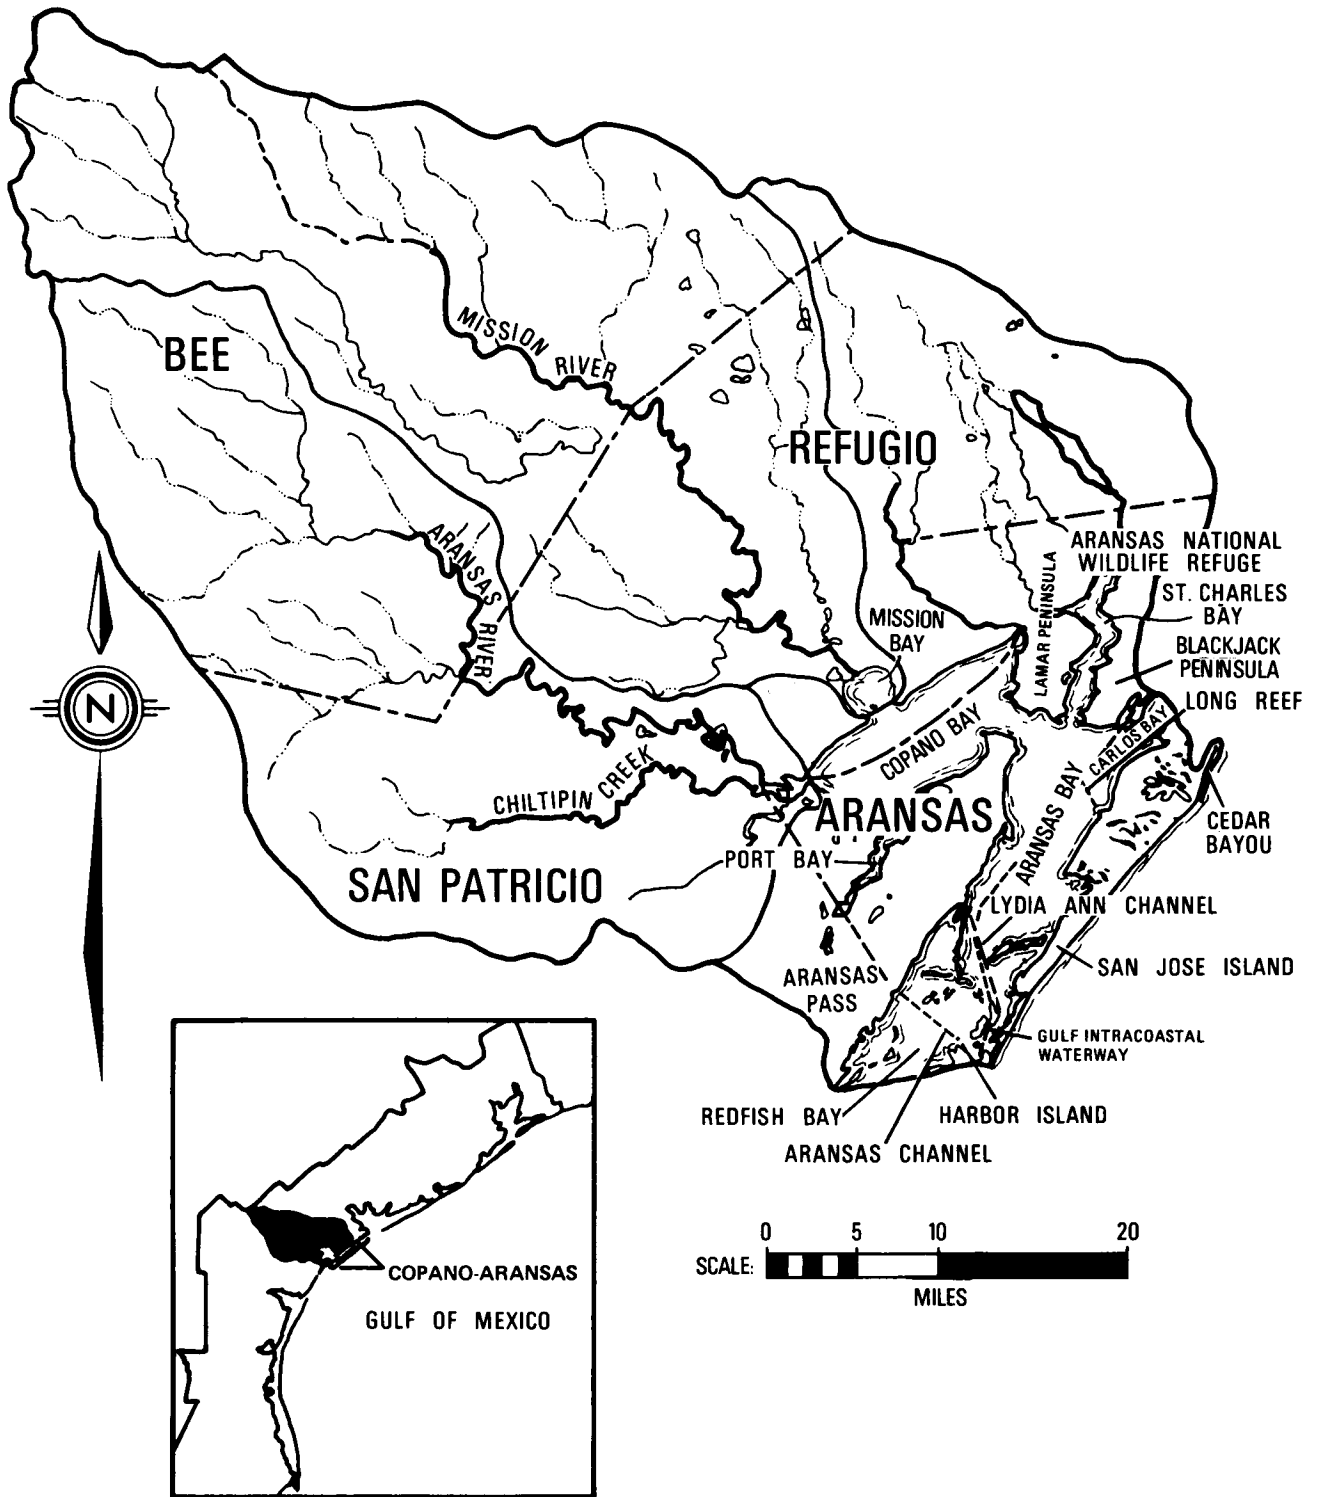 MISSION RIVER
BEE
REFUGIO
ARANSAS RIVER
ARANSAS NATIONAL
WILDLIFE REFUGE
LAMAR PENINSULA
ST. CHARLES
BAY
MISSION
BAY
BLACKJACK
PENINSULA
LONG REEF
N
COPANO BAY
CARLOS BAY
CHILTIPIN CREEK
ARANSAS
ARANSAS BAY
CEDAR
BAYOU
PORT BAY
SAN PATRICIO
LYDIA ANN CHANNEL
ARANSAS
PASS
SAN JOSE ISLAND
GULF INTRACOASTAL
WATERWAY
REDFISH BAY
HARBOR ISLAND
ARANSAS CHANNEL
0 5 10 20
SCALE:
MILES
COPANO-ARANSAS
GULF OF MEXICO